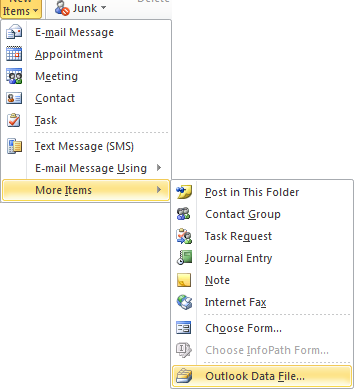 New
Items
Junk
Delete
E-mail Message
Appointment
Meeting
Contact
Task
Text Message (SMS)
E-mail Message Using
More Items
Post in This Folder
Contact Group
Task Request
Journal Entry
Note
Internet Fax
Choose Form...
Choose InfoPath Form...
Outlook Data File...